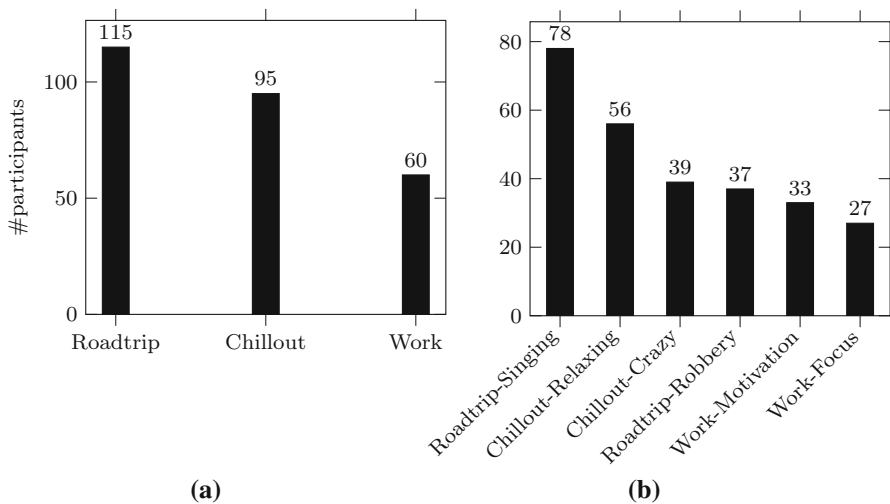 #participants
100
50
0
115
95
60
Roadtrip
Chillout
Work
(a)
80
60
40
20
0
78
56
39
37
33
27
Roadtrip-Singing
Chillout-Relaxing
Chillout-Crazy
Roadtrip-Robbery
Work-Motivation
Work-Focus
(b)